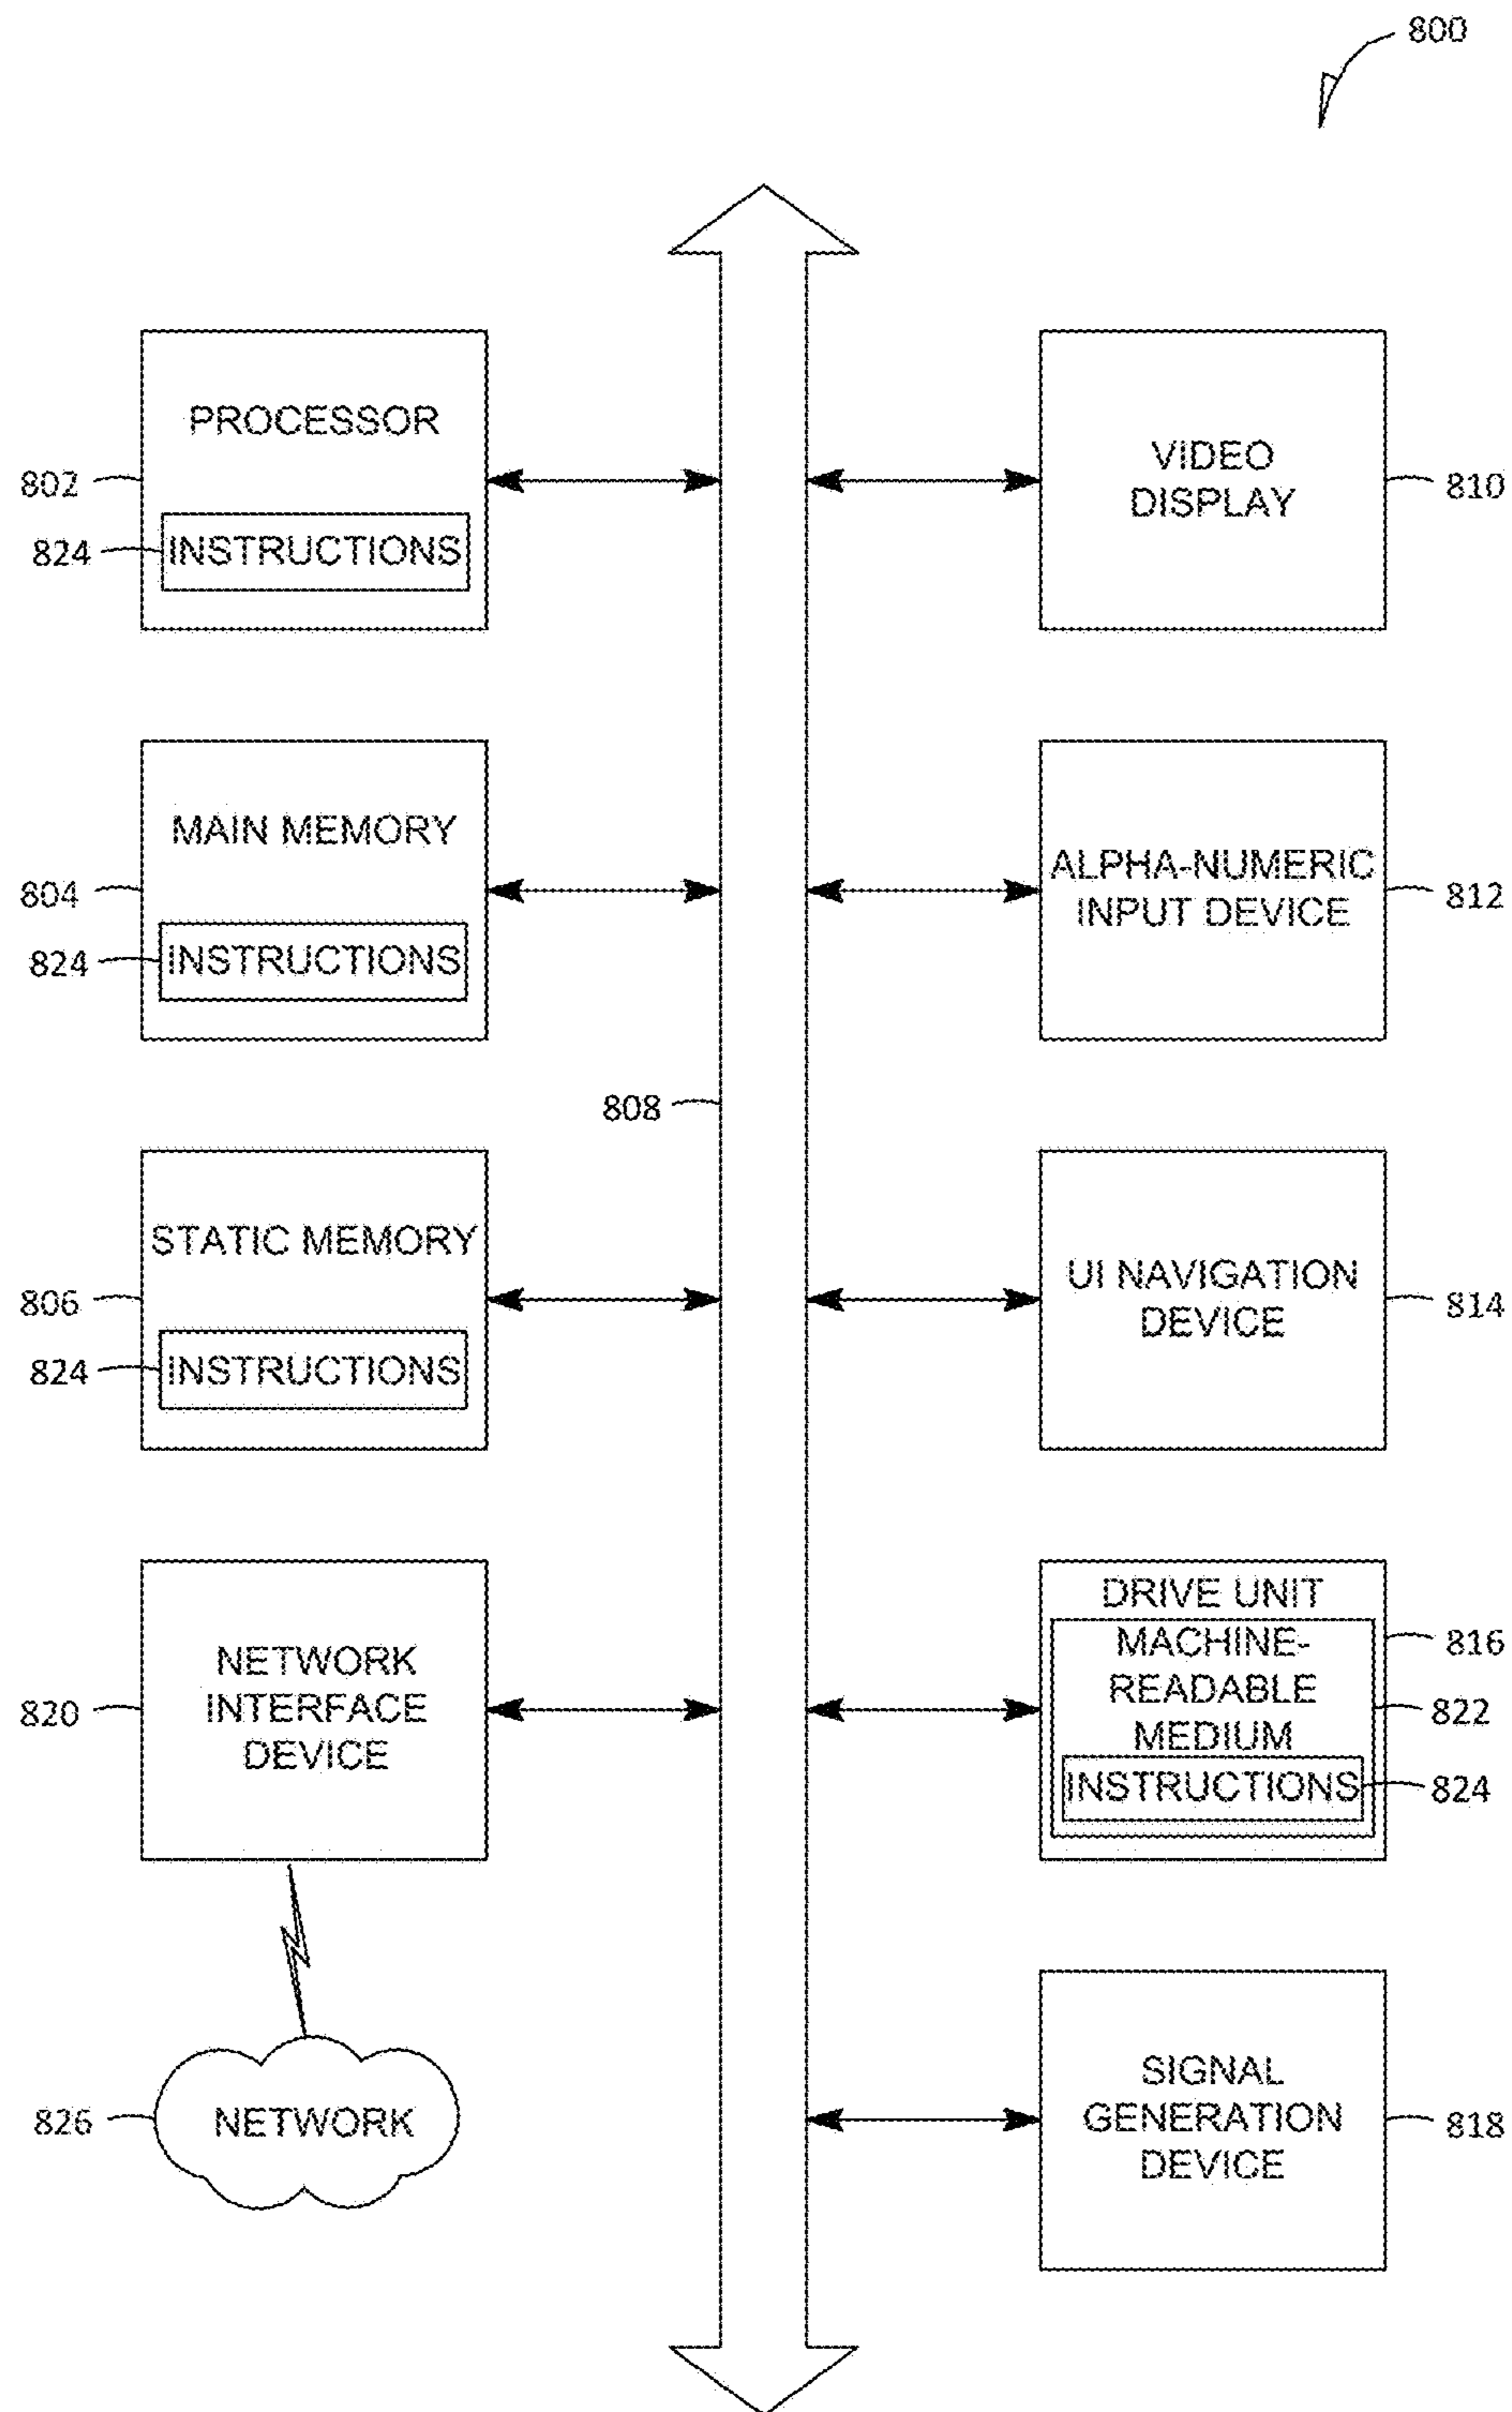 800
PROCESSOR
802
824
INSTRUCTIONS
VIDEO
DISPLAY
810
MAIN MEMORY
804
824
INSTRUCTIONS
ALPHA-NUMERIC
INPUT DEVICE
812
808
STATIC MEMORY
806
824
INSTRUCTIONS
UI NAVIGATION
DEVICE
814
NETWORK
INTERFACE
DEVICE
820
DRIVE UNIT
816
MACHINE-
READABLE
MEDIUM
822
INSTRUCTIONS
824
NETWORK
826
SIGNAL
GENERATION
DEVICE
818